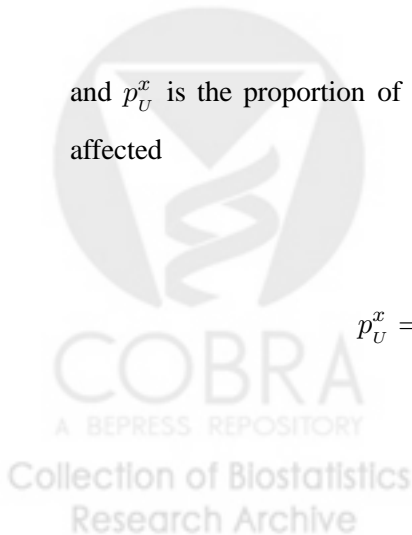 and $p_U^x$ is the proportion of
affected
$p_U^x =$
COBRA
A BEPRESS REPOSITORY
Collection of Biostatistics
Research Archive